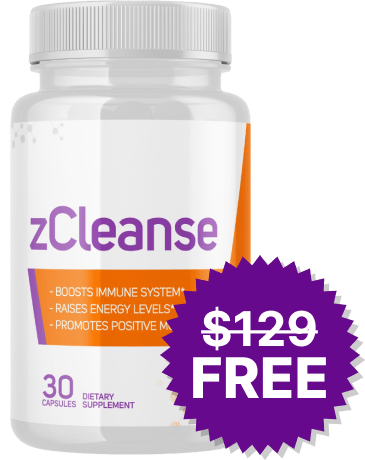 zCleanse
- BOOSTS IMMUNE SYSTEM*
- RAISES ENERGY LEVELS*
- PROMOTES POSITIVE
30
CAPSULES
DIETARY
SUPPLEMENT
$129
FREE